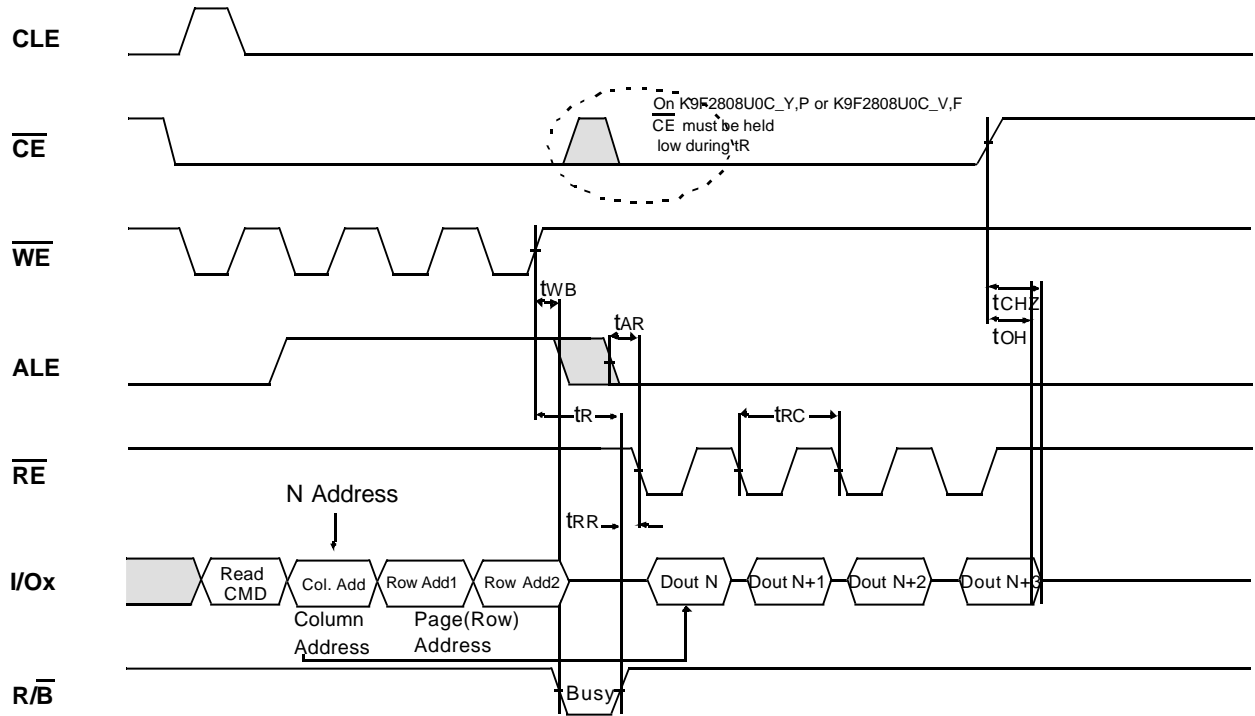 CLE
On K9F2808U0C_Y,P or K9F2808U0C_V,F
CE must be held
low during tR
CE
WE
tWB
tCHZ
tAR
tOH
ALE
tR
tRC
RE
N Address
tRR
I/Ox
Read
CMD
Col. Add
Row Add1
Row Add2
Dout N
Dout N+1
Dout N+2
Dout N+3
Column
Address
Page(Row)
Address
R/B
Busy